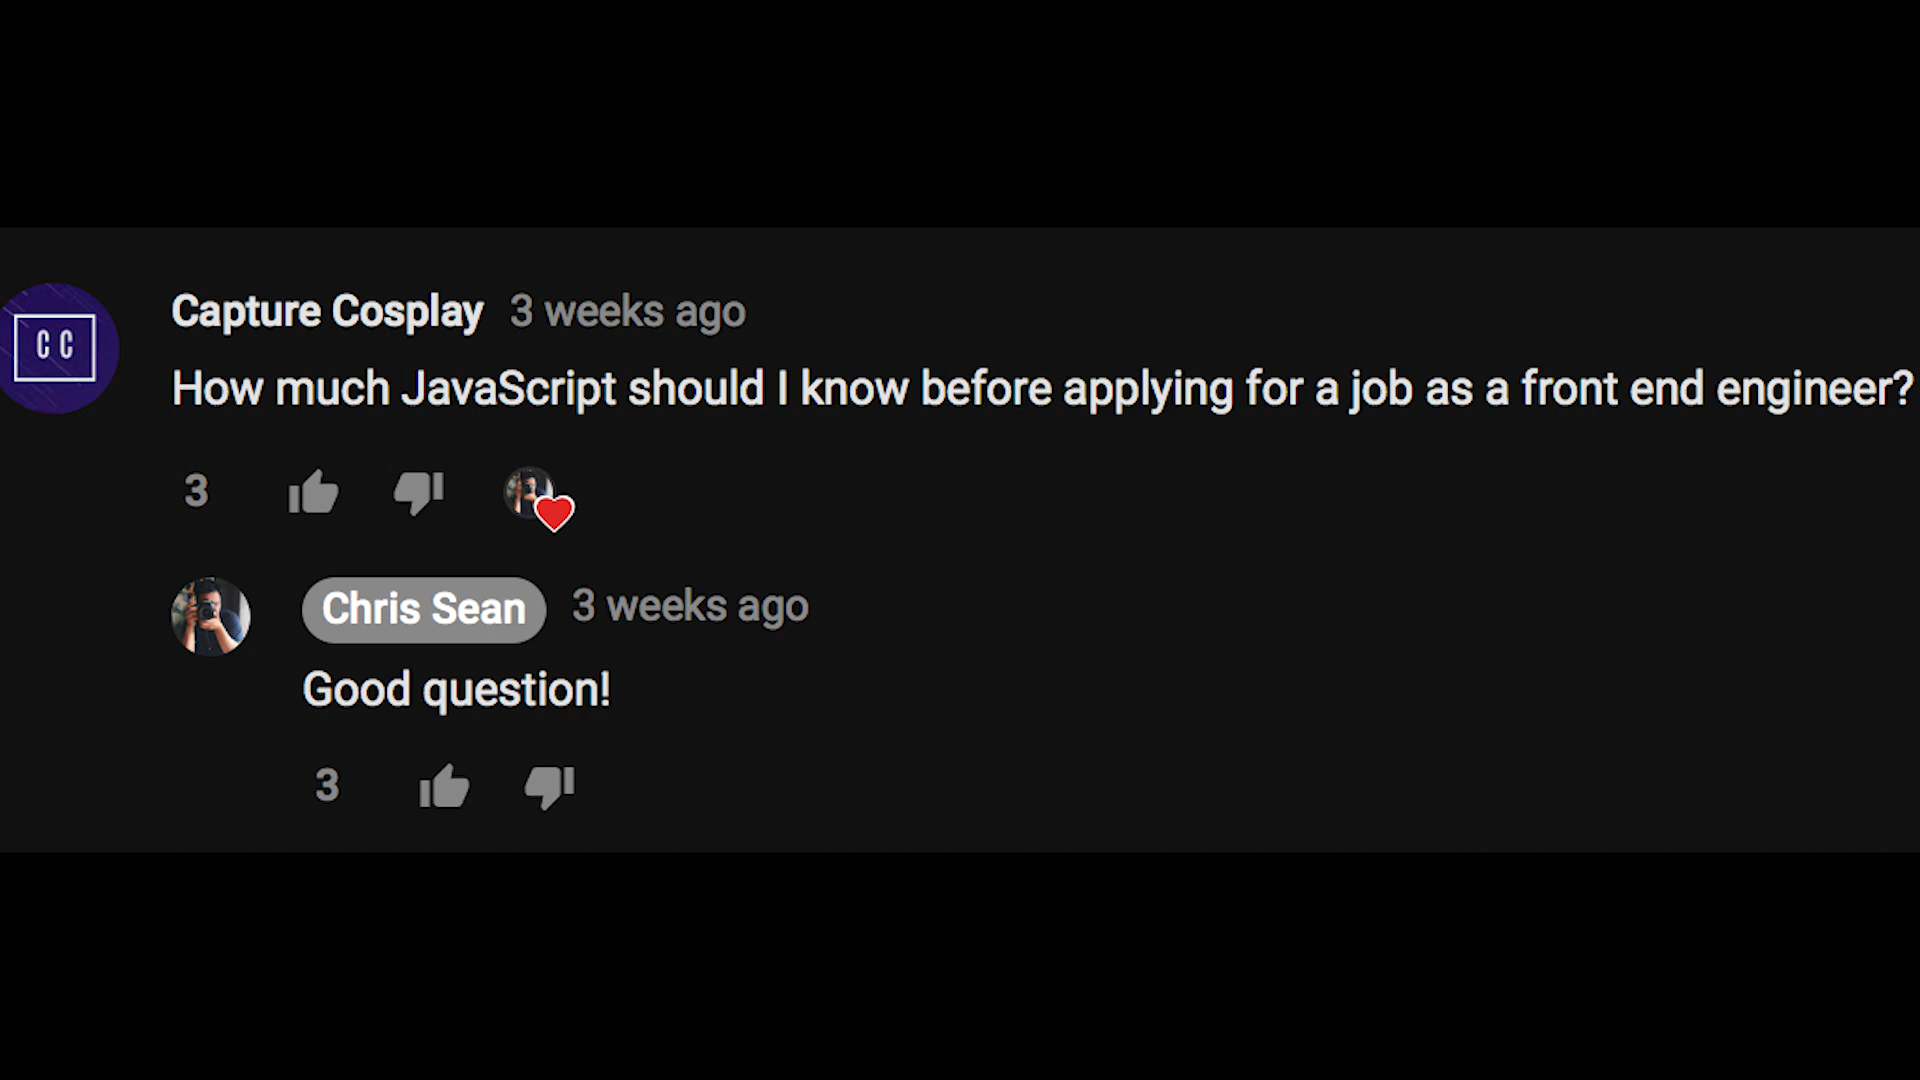 CC
Capture Cosplay 3 weeks ago
How much JavaScript should I know before applying for a job as a front end engineer?
3
Chris Sean 3 weeks ago
Good question!
3